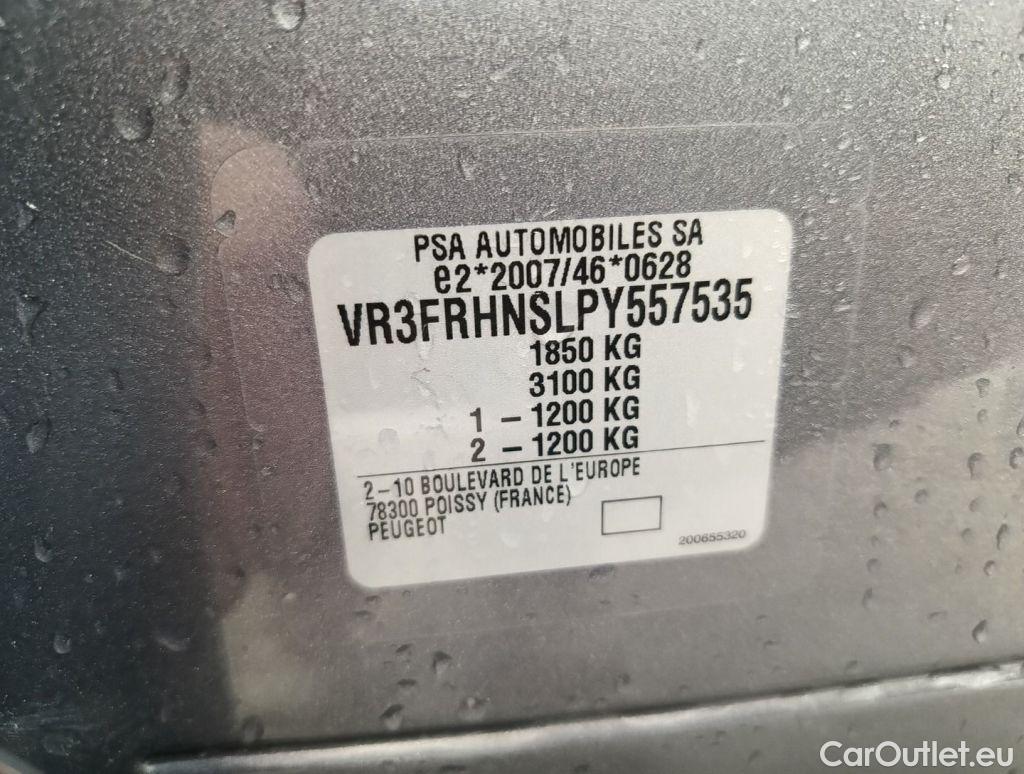 PSA AUTOMOBILES SA
e2*2007/46*0628
VR3FRHNSLPY557535
1850 KG
3100 KG
1 – 1200 KG
2 – 1200 KG
2–10 BOULEVARD DE L'EUROPE
78300 POISSY (FRANCE)
PEUGEOT
200655320
CarOutlet.eu